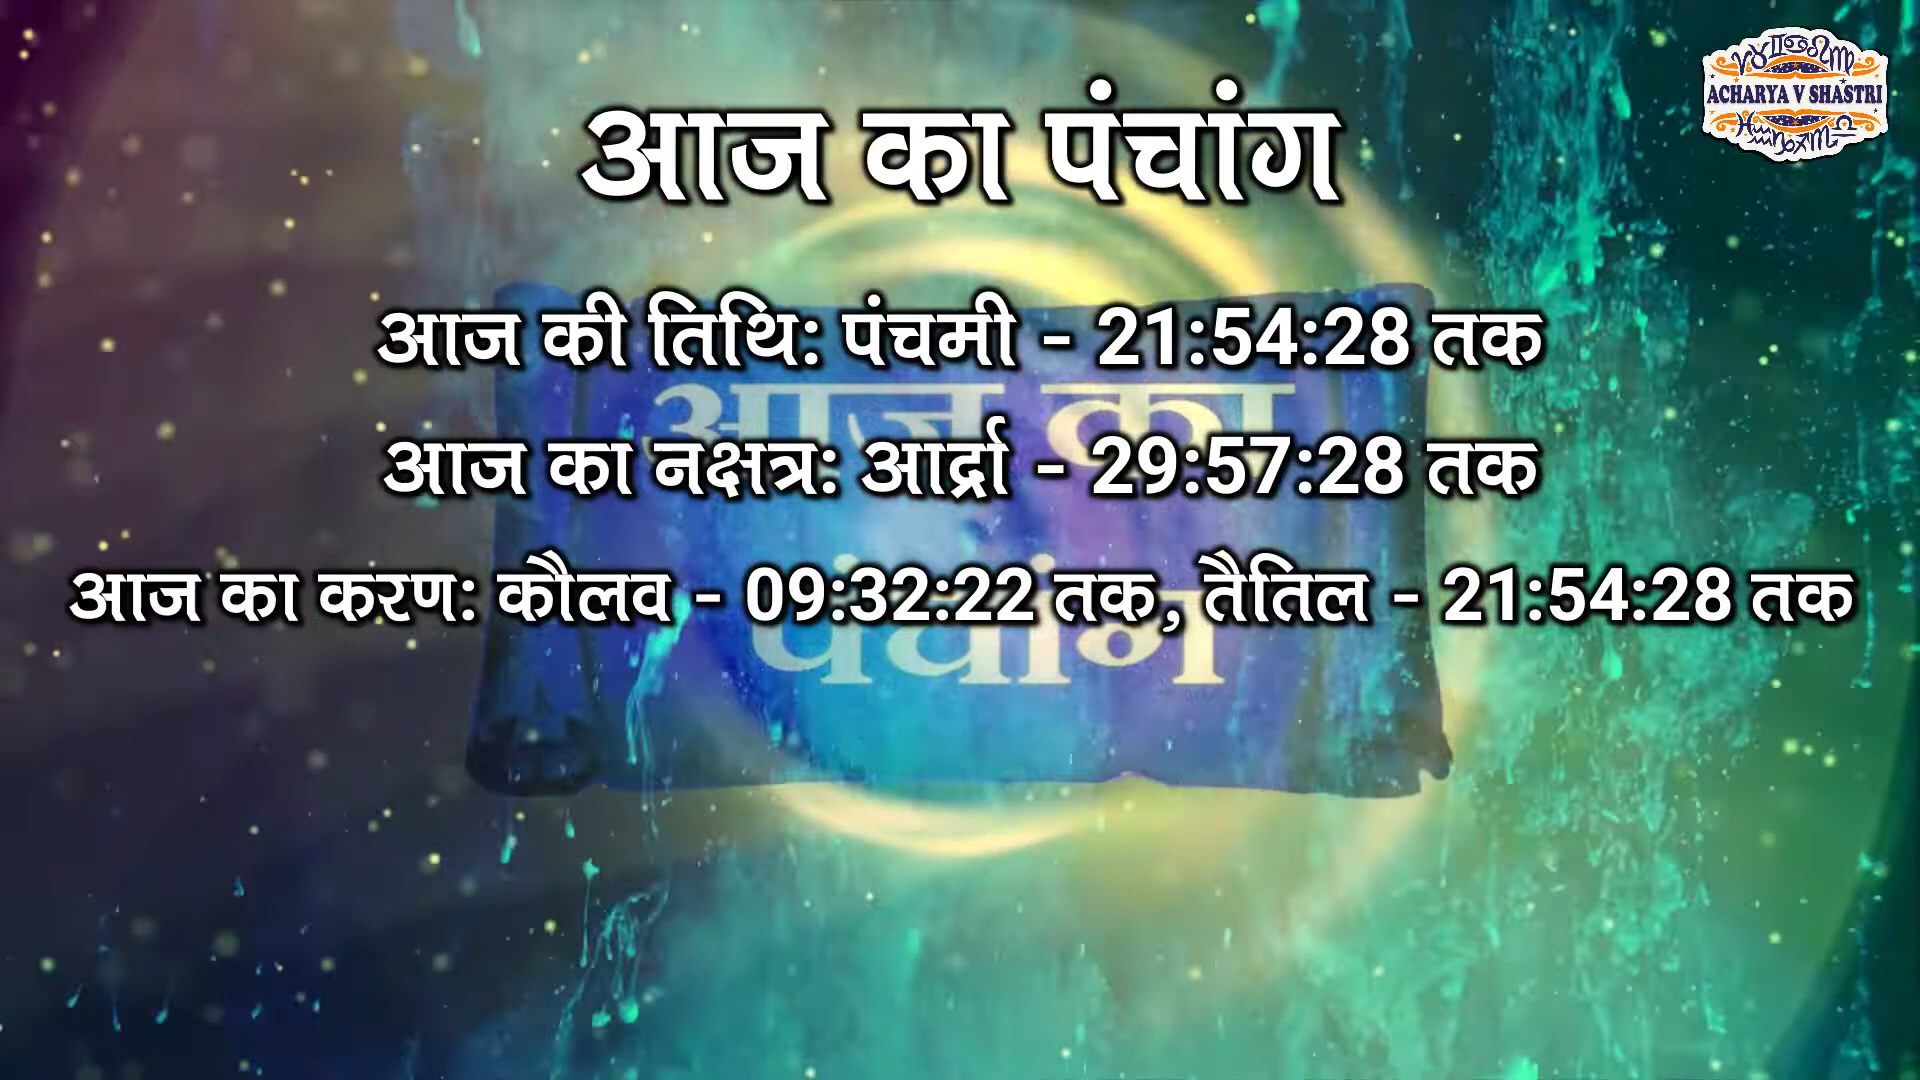 ACHARYA V SHASTRI
आज का पंचांग
आज की तिथि: पंचमी - 21:54:28 तक
आज का
आज का नक्षत्र: आर्द्रा - 29:57:28 तक
आज का करण: कौलव - 09:32:22 तक, तैतिल - 21:54:28 तक
पंचांग